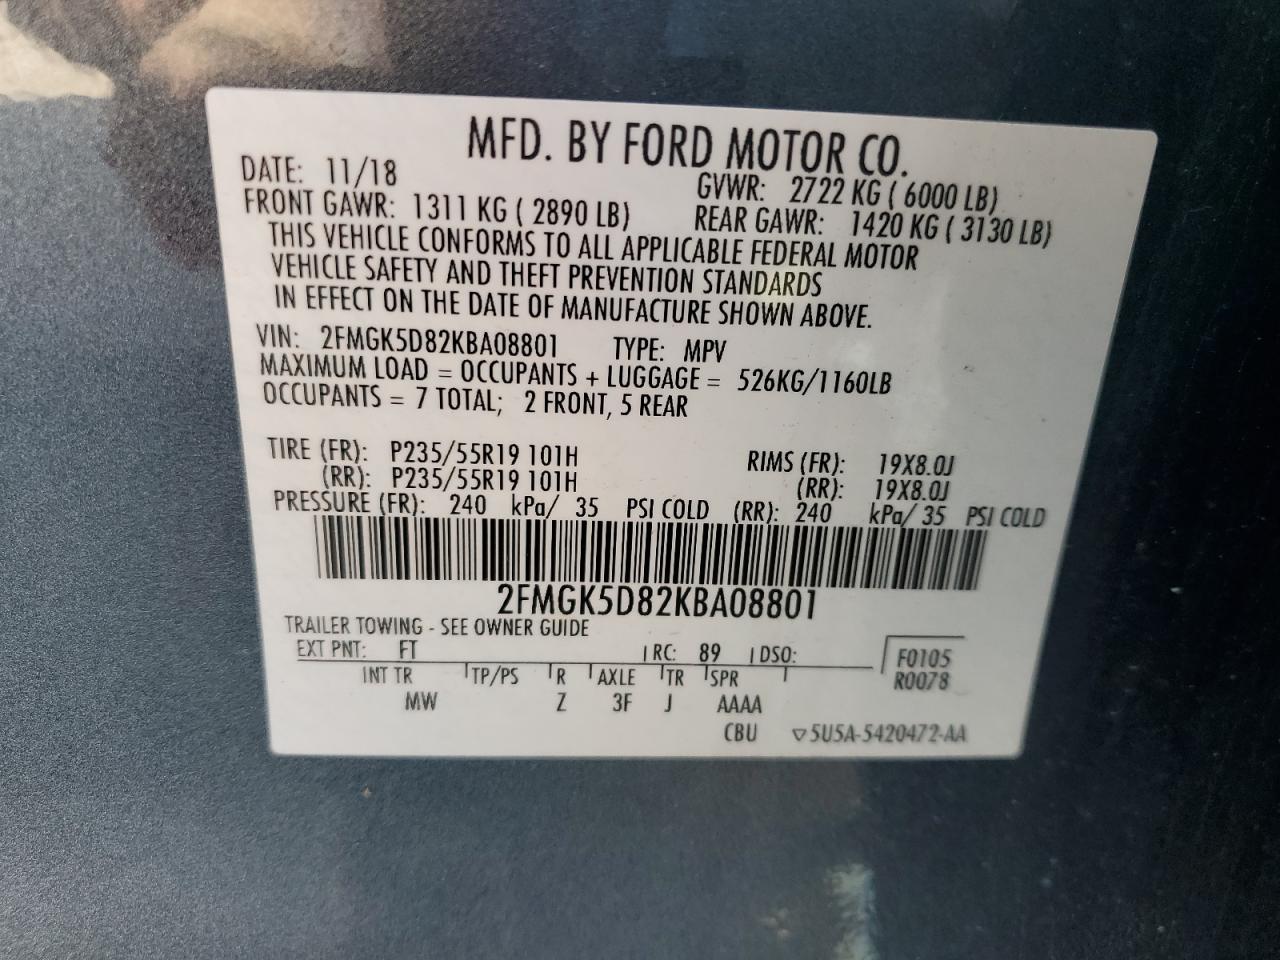 MFD. BY FORD MOTOR CO.
DATE: 11/18 GVWR: 2722 KG ( 6000 LB)
FRONT GAWR: 1311 KG ( 2890 LB) REAR GAWR: 1420 KG ( 3130 LB)
THIS VEHICLE CONFORMS TO ALL APPLICABLE FEDERAL MOTOR
VEHICLE SAFETY AND THEFT PREVENTION STANDARDS
IN EFFECT ON THE DATE OF MANUFACTURE SHOWN ABOVE.
VIN: 2FMGK5D82KBA08801 TYPE: MPV
MAXIMUM LOAD = OCCUPANTS + LUGGAGE = 526KG/1160LB
OCCUPANTS = 7 TOTAL; 2 FRONT, 5 REAR
TIRE (FR): P235/55R19 101H RIMS (FR): 19X8.0J
(RR): P235/55R19 101H (RR): 19X8.0J
PRESSURE (FR): 240 kPa/ 35 PSI COLD (RR): 240 kPa/ 35 PSI COLD
2FMGK5D82KBA08801
TRAILER TOWING - SEE OWNER GUIDE
EXT PNT: FT RC: 89 DSO: F0105
INT TR TP/PS R AXLE TR SPR R0078
MW Z 3F J AAAA
CBU ▽5U5A-5420472-AA